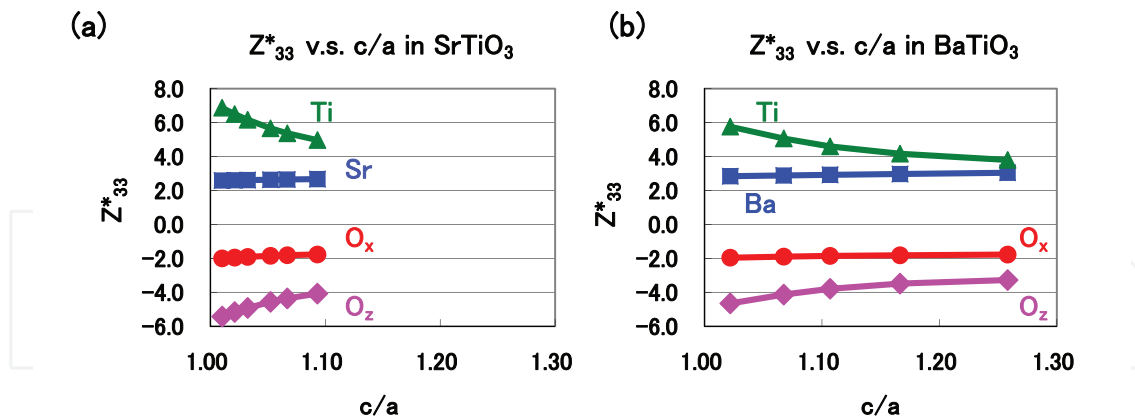 (a)
Z*33 v.s. c/a in SrTiO3
Z*33
8.0
6.0
4.0
2.0
0.0
−2.0
−4.0
−6.0
Ti
Sr
Ox
Oz
1.00
1.10
1.20
1.30
c/a
(b)
Z*33 v.s. c/a in BaTiO3
Z*33
8.0
6.0
4.0
2.0
0.0
−2.0
−4.0
−6.0
Ti
Ba
Ox
Oz
1.00
1.10
1.20
1.30
c/a